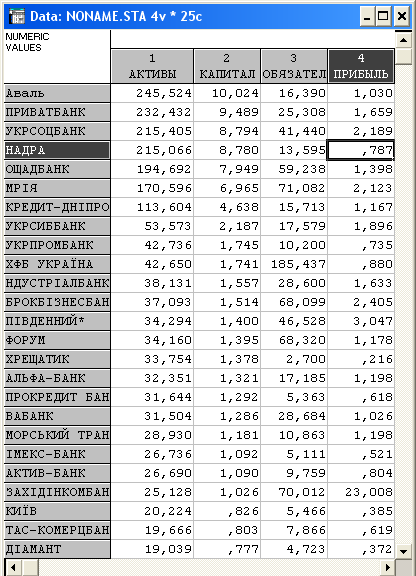 Data: NONAME.STA 4v * 25c
NUMERIC
VALUES
1 2 3 4
АКТИВЫ КАПИТАЛ ОБЯЗАТЕЛ ПРИБЫЛЬ
Аваль 245,524 10,024 16,390 1,030
ПРИВАТБАНК 232,432 9,489 25,308 1,659
УКРСОЦБАНК 215,405 8,794 41,440 2,189
НАДРА 215,066 8,780 13,595 ,787
ОЩАДБАНК 194,692 7,949 59,238 1,398
МРІЯ 170,596 6,965 71,082 2,123
КРЕДИТ-ДНІПРО 113,604 4,638 15,713 1,167
УКРСИББАНК 53,573 2,187 17,579 1,896
УКРПРОМБАНК 42,736 1,745 10,200 ,735
ХФБ УКРАЇНА 42,650 1,741 185,437 ,880
НДУСТРІАЛБАНК 38,131 1,557 28,600 1,633
БРОКБІЗНЕСБАН 37,093 1,514 68,099 2,405
ПІВДЕННИЙ* 34,294 1,400 46,528 3,047
ФОРУМ 34,160 1,395 68,320 1,178
ХРЕЩАТИК 33,754 1,378 2,700 ,216
АЛЬФА-БАНК 32,351 1,321 17,185 1,198
ПРОКРЕДИТ БАН 31,644 1,292 5,363 ,618
ВАБАНК 31,504 1,286 28,684 1,026
МОРСЬКИЙ ТРАН 28,930 1,181 10,863 1,198
ІМЕКС-БАНК 26,736 1,092 5,111 ,521
АКТИВ-БАНК 26,690 1,090 9,759 ,804
ЗАХІДІНКОМБАН 25,128 1,026 70,012 23,008
КИЇВ 20,224 ,826 5,466 ,385
ТАС-КОМЕРЦБАН 19,666 ,803 7,866 ,619
ДІАМАНТ 19,039 ,777 4,723 ,372